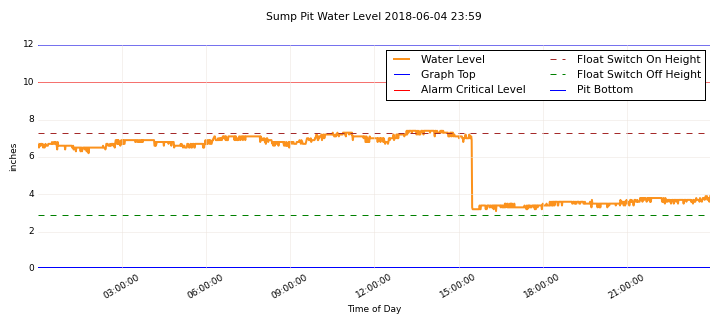 Sump Pit Water Level 2018-06-04 23:59
12
10
8
6
4
2
0
inches
Water Level
Graph Top
Alarm Critical Level
Float Switch On Height
Float Switch Off Height
Pit Bottom
03:00:00
06:00:00
09:00:00
12:00:00
15:00:00
18:00:00
21:00:00
Time of Day